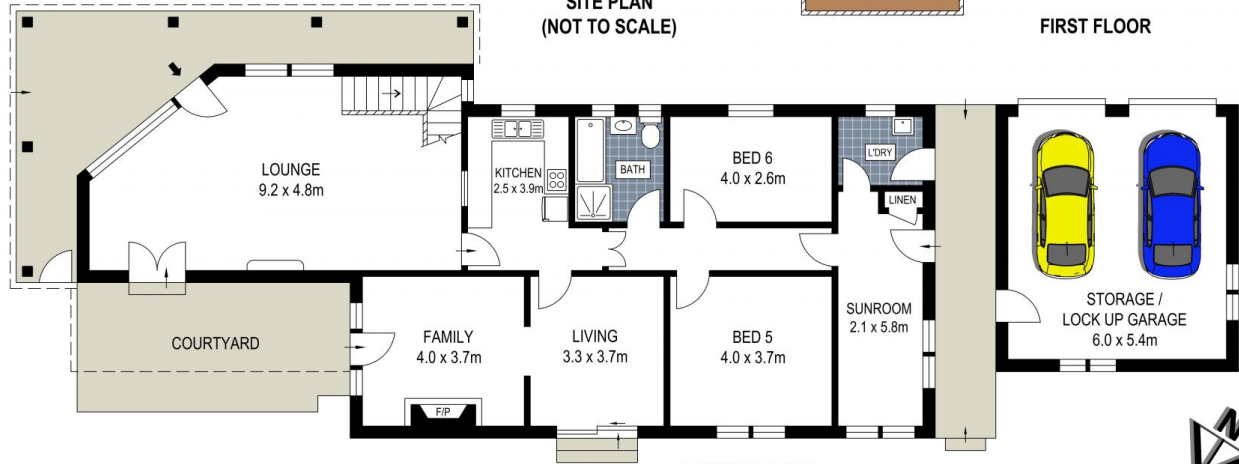 SITE PLAN
(NOT TO SCALE)
FIRST FLOOR
LOUNGE
9.2 x 4.8m
KITCHEN
2.5 x 3.9m
BATH
BED 6
4.0 x 2.6m
L'DRY
LINEN
COURTYARD
FAMILY
4.0 x 3.7m
F/P
LIVING
3.3 x 3.7m
BED 5
4.0 x 3.7m
SUNROOM
2.1 x 5.8m
STORAGE /
LOCK UP GARAGE
6.0 x 5.4m
N